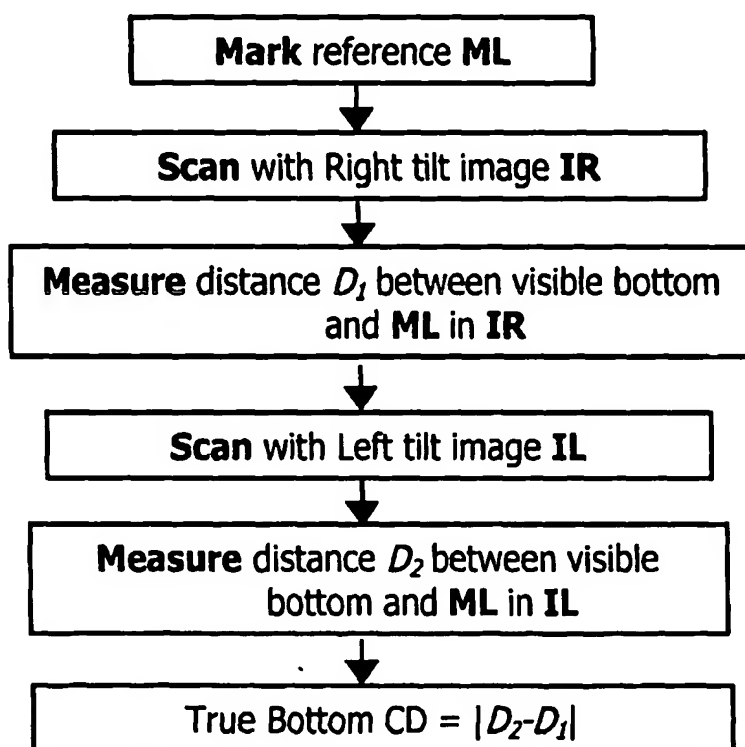 Mark reference ML
Scan with Right tilt image IR
Measure distance D1 between visible bottom
and ML in IR
Scan with Left tilt image IL
Measure distance D2 between visible
bottom and ML in IL
True Bottom CD = |D2-D1|